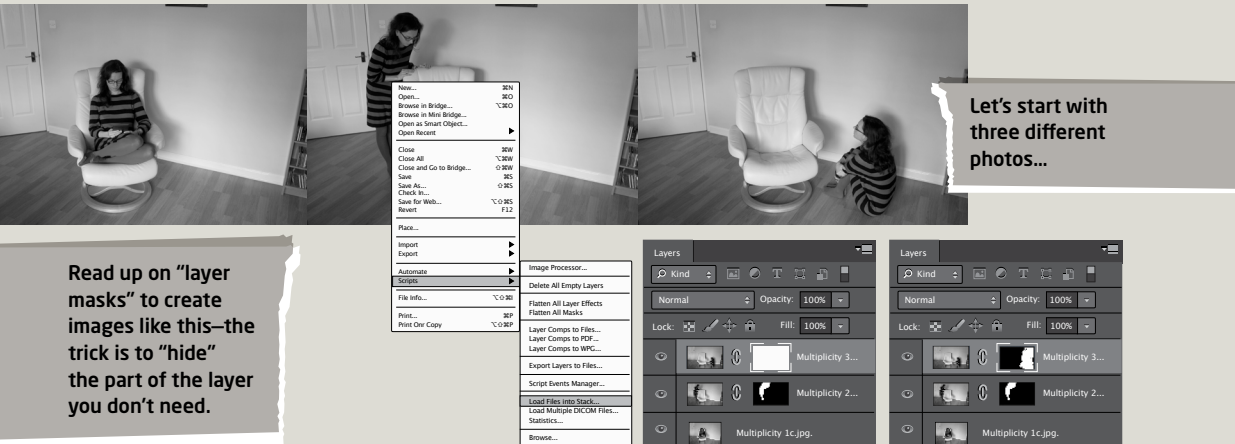 Let's start with
three different
photos...
New... ⌘N
Open... ⌘O
Browse in Bridge... ⌥⌘O
Browse in Mini Bridge...
Open as Smart Object...
Open Recent
Close ⌘W
Close All ⌥⌘W
Close and Go to Bridge... ⇧⌘W
Save ⌘S
Save As... ⇧⌘S
Check In...
Save for Web... ⌥⇧⌘S
Revert F12
Place...
Import
Export
Automate
Scripts
File Info... ⌥⇧⌘I
Print... ⌘P
Print Onr Copy ⌥⇧⌘P
Image Processor...
Delete All Empty Layers
Flatten All Layer Effects
Flatten All Masks
Layer Comps to Files...
Layer Comps to PDF...
Layer Comps to WPG...
Export Layers to Files...
Script Events Manager...
Load Files into Stack...
Load Multiple DICOM Files...
Statistics...
Browse...
Read up on "layer
masks" to create
images like this—the
trick is to "hide"
the part of the layer
you don't need.
Layers
Kind
Normal Opacity: 100%
Lock: Fill: 100%
Multiplicity 3...
Multiplicity 2...
Multiplicity 1c.jpg.
Layers
Kind
Normal Opacity: 100%
Lock: Fill: 100%
Multiplicity 3...
Multiplicity 2...
Multiplicity 1c.jpg.